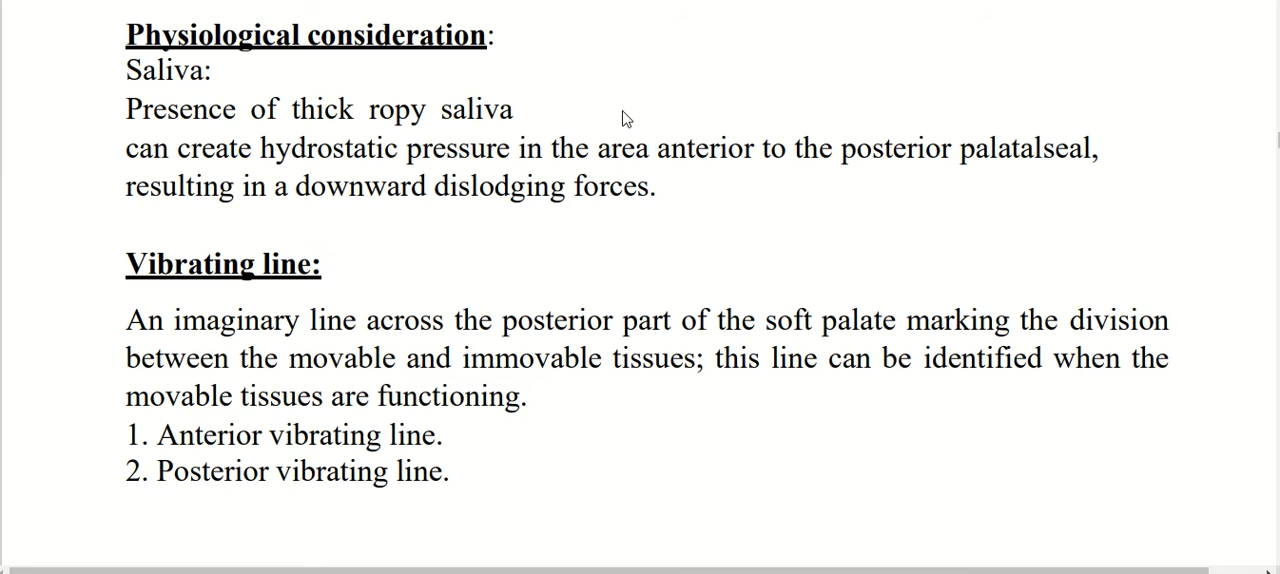 Physiological consideration:
Saliva:
Presence of thick ropy saliva
can create hydrostatic pressure in the area anterior to the posterior palatalseal,
resulting in a downward dislodging forces.
Vibrating line:
An imaginary line across the posterior part of the soft palate marking the division
between the movable and immovable tissues; this line can be identified when the
movable tissues are functioning.
1. Anterior vibrating line.
2. Posterior vibrating line.